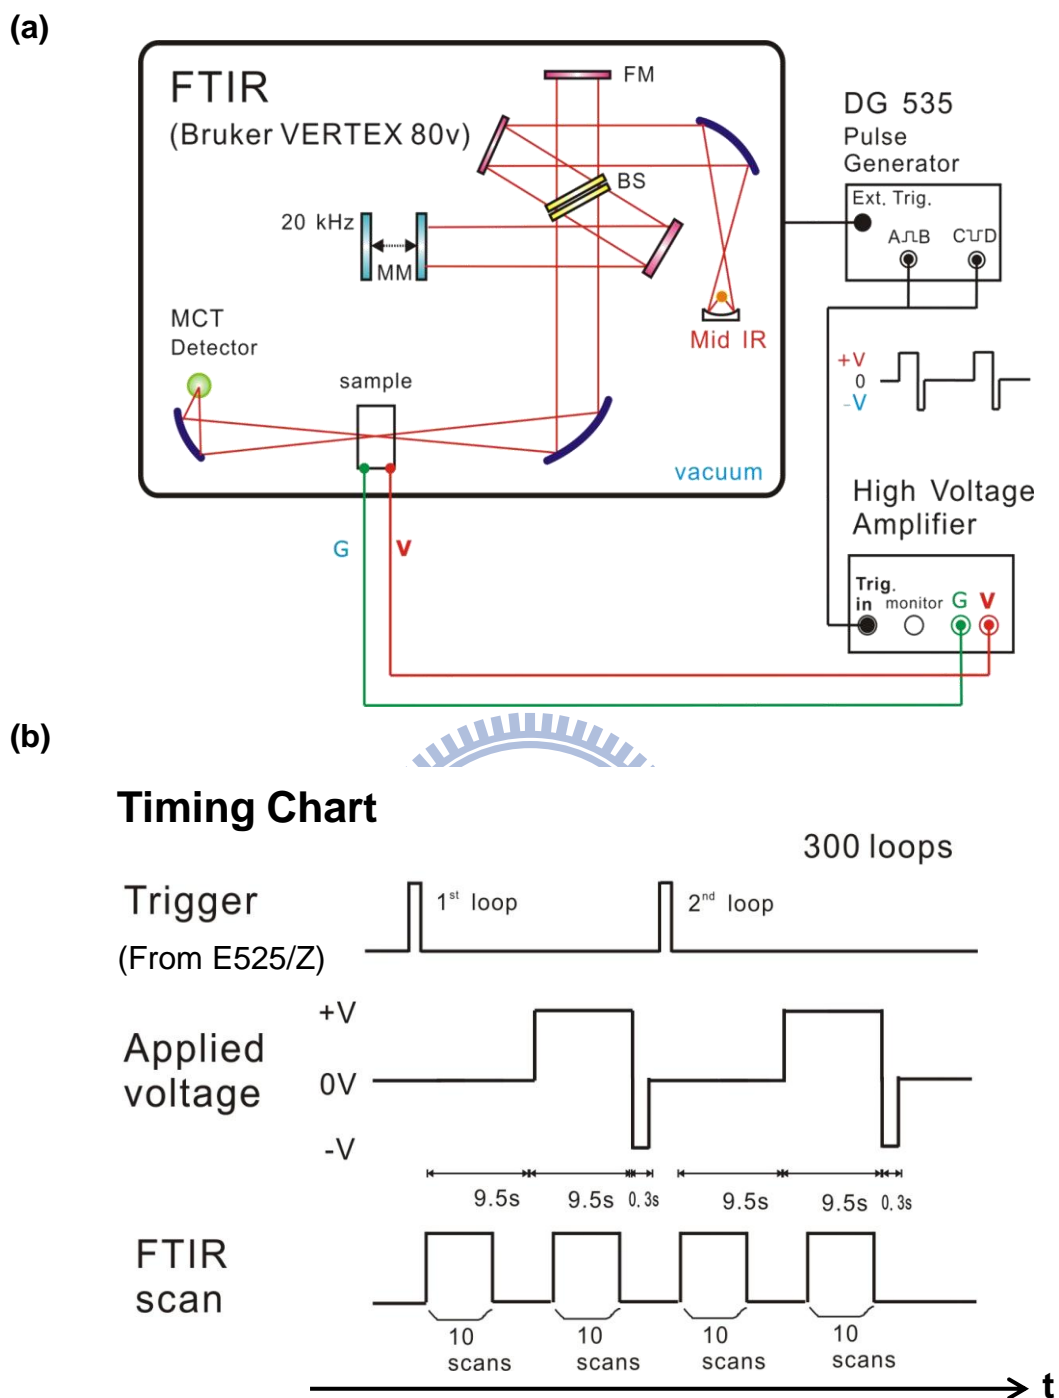 (a)
FTIR
(Bruker VERTEX 80v)
FM
BS
20 kHz
MM
MCT
Detector
sample
Mid IR
vacuum
DG 535
Pulse
Generator
Ext. Trig.
A⎍B
C⎎D
+V
0
-V
High Voltage
Amplifier
Trig.
in
monitor
G
V
G
V
(b)
Timing Chart
300 loops
Trigger
(From E525/Z)
1st loop
2nd loop
Applied
voltage
+V
0V
-V
9.5s
9.5s
0.3s
9.5s
9.5s
0.3s
FTIR
scan
10
scans
10
scans
10
scans
10
scans
t